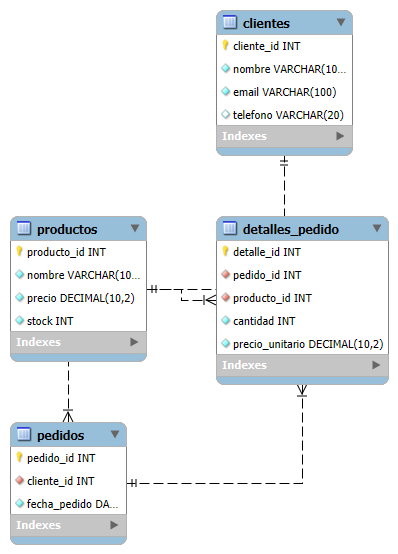 clientes
cliente_id INT
nombre VARCHAR(10...
email VARCHAR(100)
telefono VARCHAR(20)
Indexes
productos
producto_id INT
nombre VARCHAR(10...
precio DECIMAL(10,2)
stock INT
Indexes
detalles_pedido
detalle_id INT
pedido_id INT
producto_id INT
cantidad INT
precio_unitario DECIMAL(10,2)
Indexes
pedidos
pedido_id INT
cliente_id INT
fecha_pedido DA...
Indexes